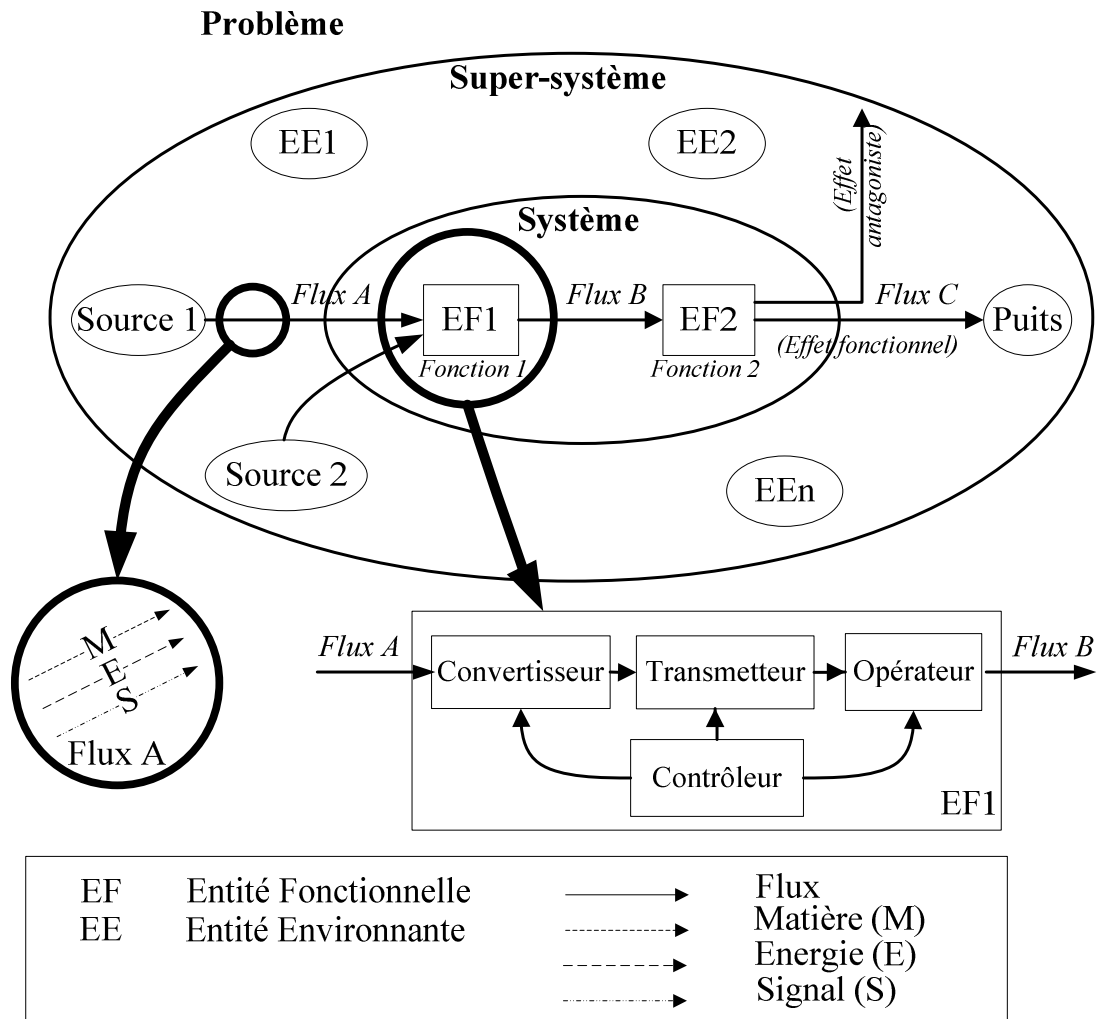 Problème
Super-système
EE1
EE2
(Effet
antagoniste)
Système
Source 1
Flux A
EF1
Fonction 1
Flux B
EF2
Fonction 2
Flux C
(Effet fonctionnel)
Puits
Source 2
EEn
M
E
S
Flux A
Flux A
Convertisseur
Transmetteur
Opérateur
Flux B
Contrôleur
EF1
EF Entité Fonctionnelle
EE Entité Environnante
Flux
Matière (M)
Energie (E)
Signal (S)